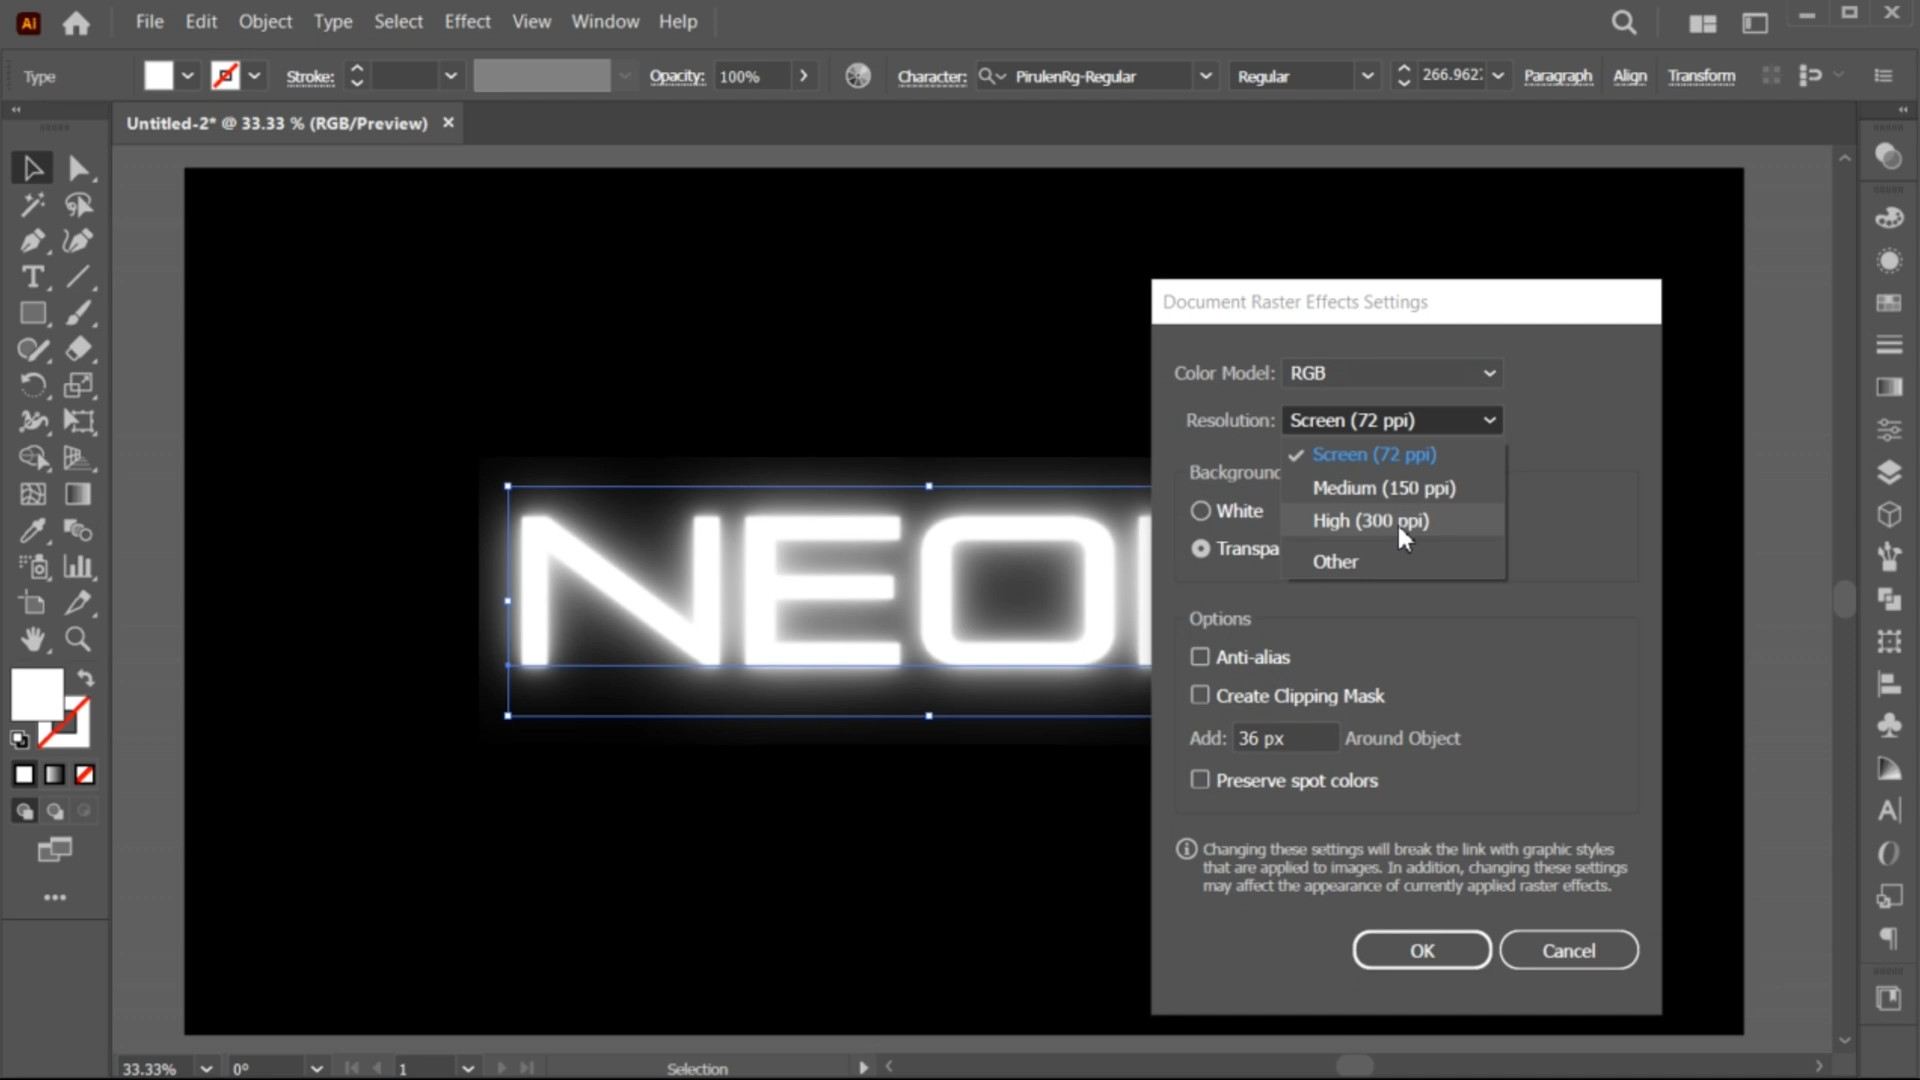 Ai File Edit Object Type Select Effect View Window Help
Type Stroke: Opacity: 100% Character: PirulenRg-Regular Regular 266.962 Paragraph Align Transform
Untitled-2* @ 33.33 % (RGB/Preview) ×
Document Raster Effects Settings
Color Model: RGB
Resolution: Screen (72 ppi)
Screen (72 ppi)
Background
Medium (150 ppi)
White
High (300 ppi)
Transpa
Other
NEON
Options
Anti-alias
Create Clipping Mask
Add: 36 px Around Object
Preserve spot colors
Changing these settings will break the link with graphic styles
that are applied to images. In addition, changing these settings
may affect the appearance of currently applied raster effects.
OK Cancel
33.33% 0° 1 Selection